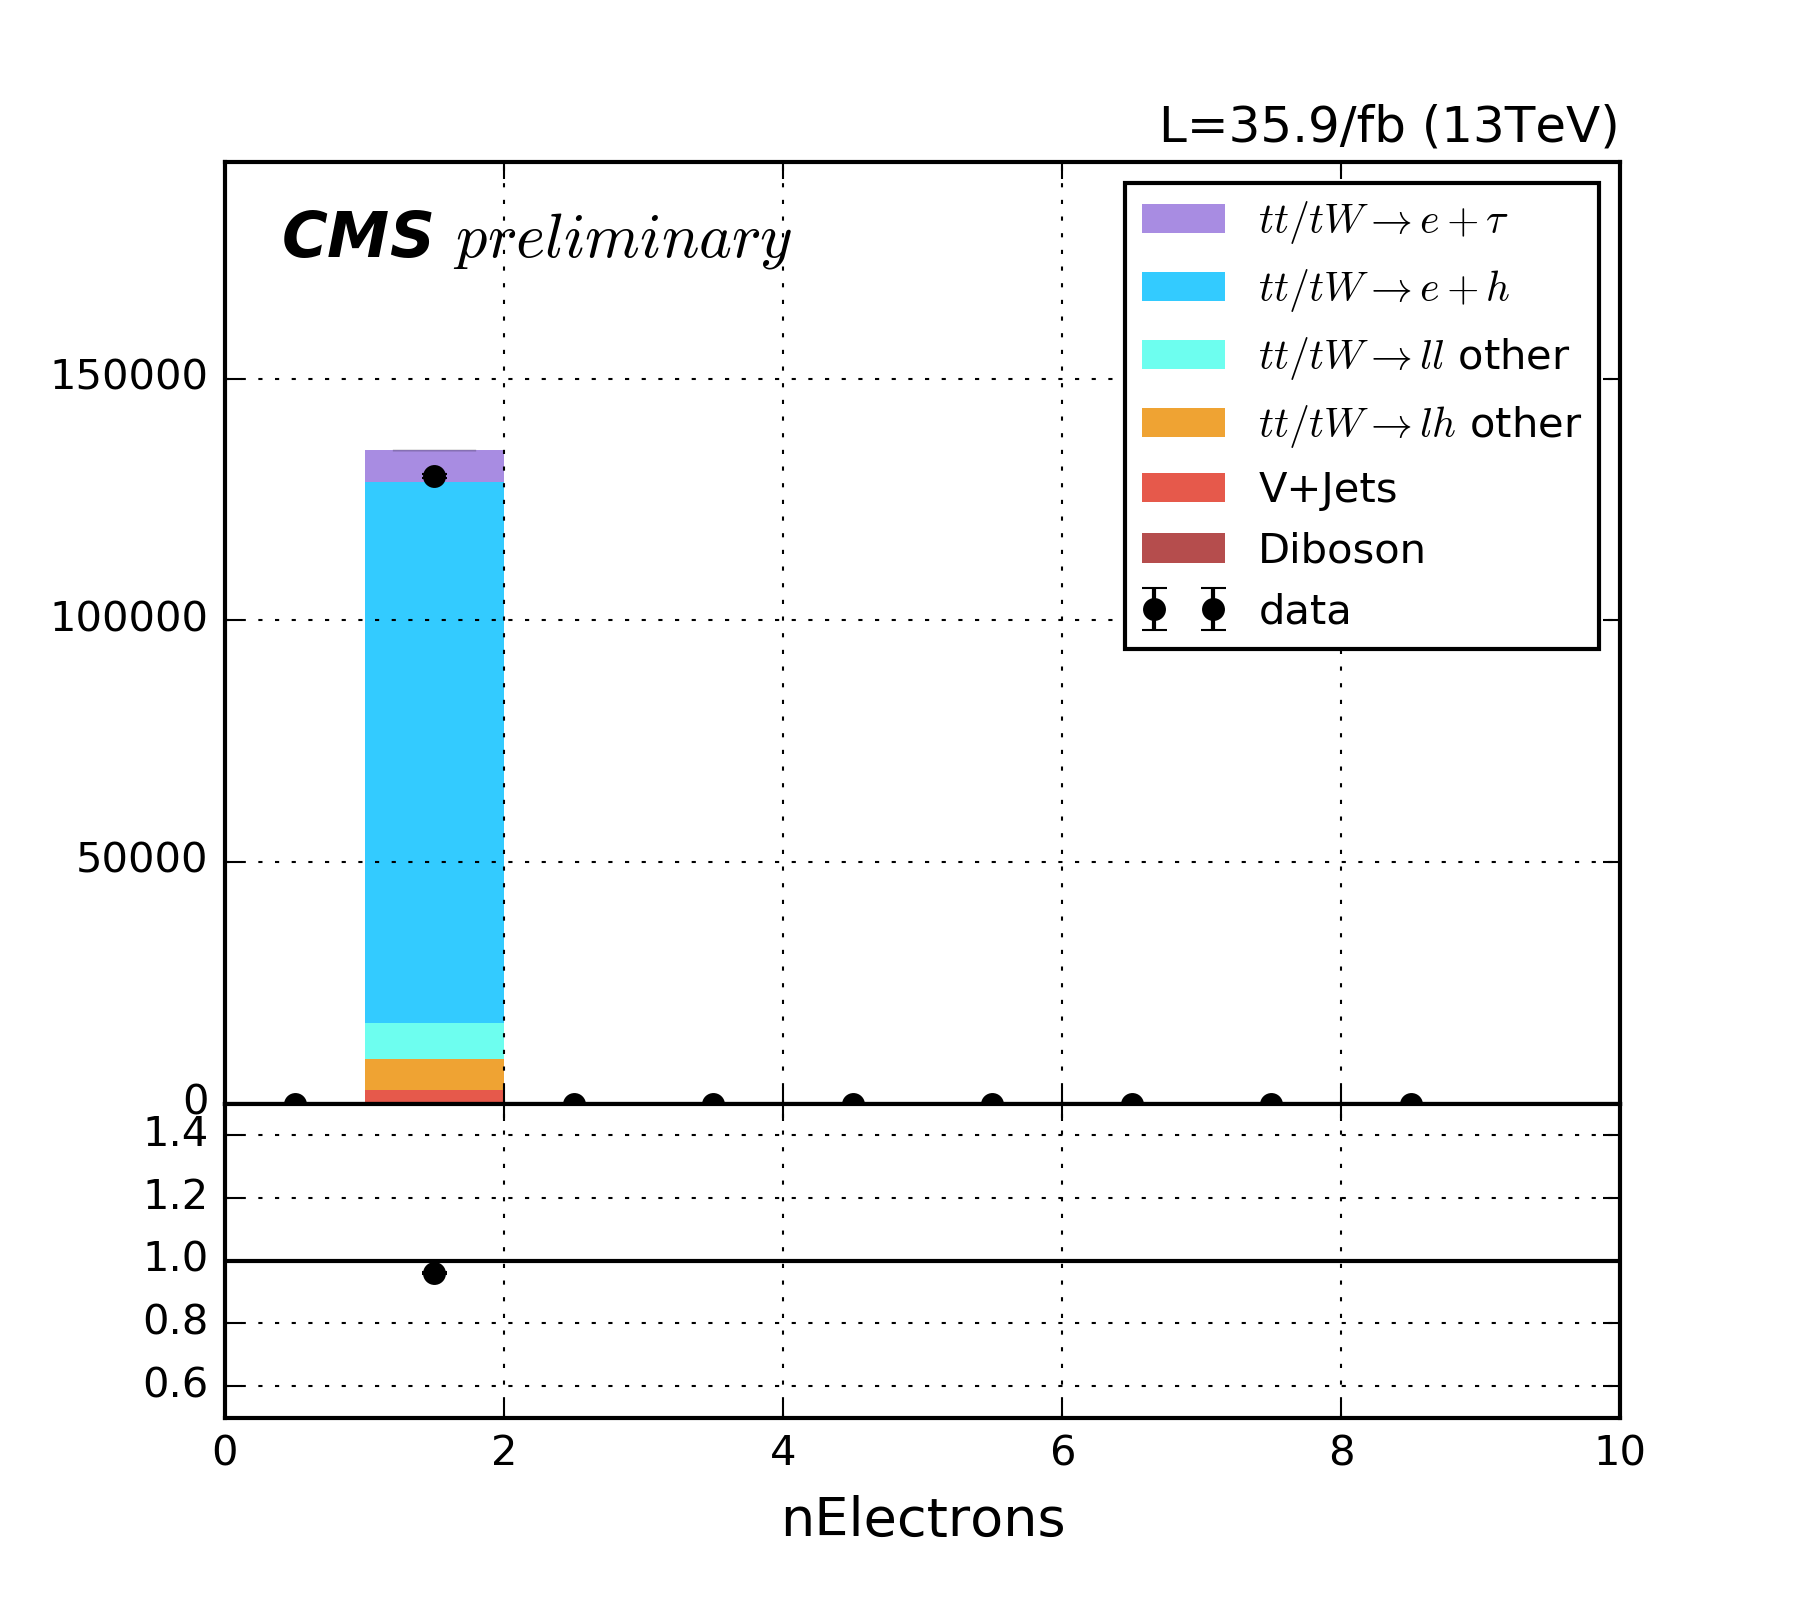 L=35.9/fb (13TeV)
CMS preliminary
tt/tW→e+τ
tt/tW→e+h
tt/tW→ll other
tt/tW→lh other
V+Jets
Diboson
data
150000
100000
50000
0
1.4
1.2
1.0
0.8
0.6
0 2 4 6 8 10
nElectrons